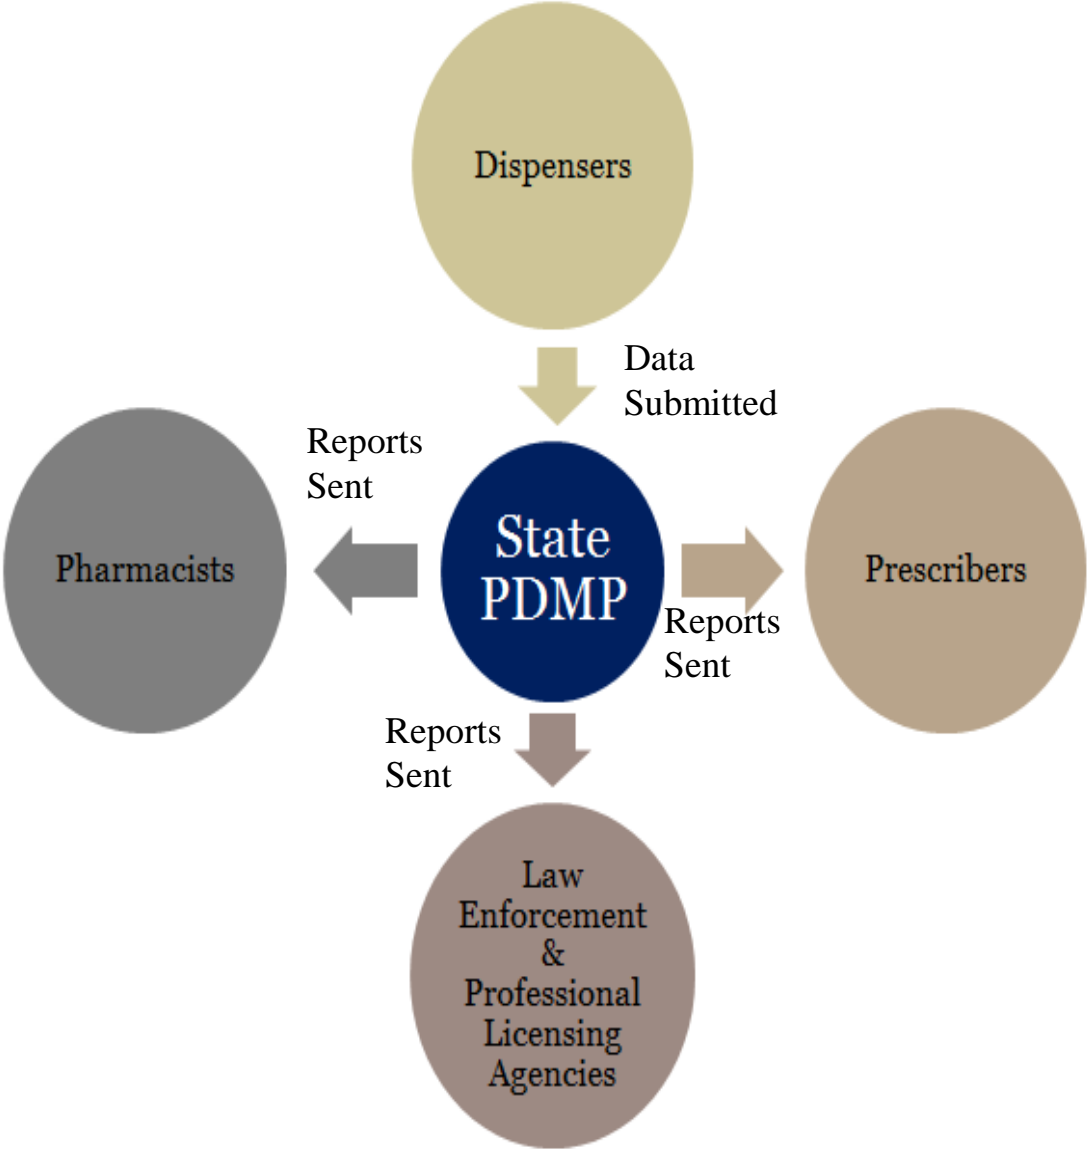 Dispensers
Data
Submitted
Reports
Sent
Pharmacists
State
PDMP
Prescribers
Reports
Sent
Reports
Sent
Law
Enforcement
&
Professional
Licensing
Agencies